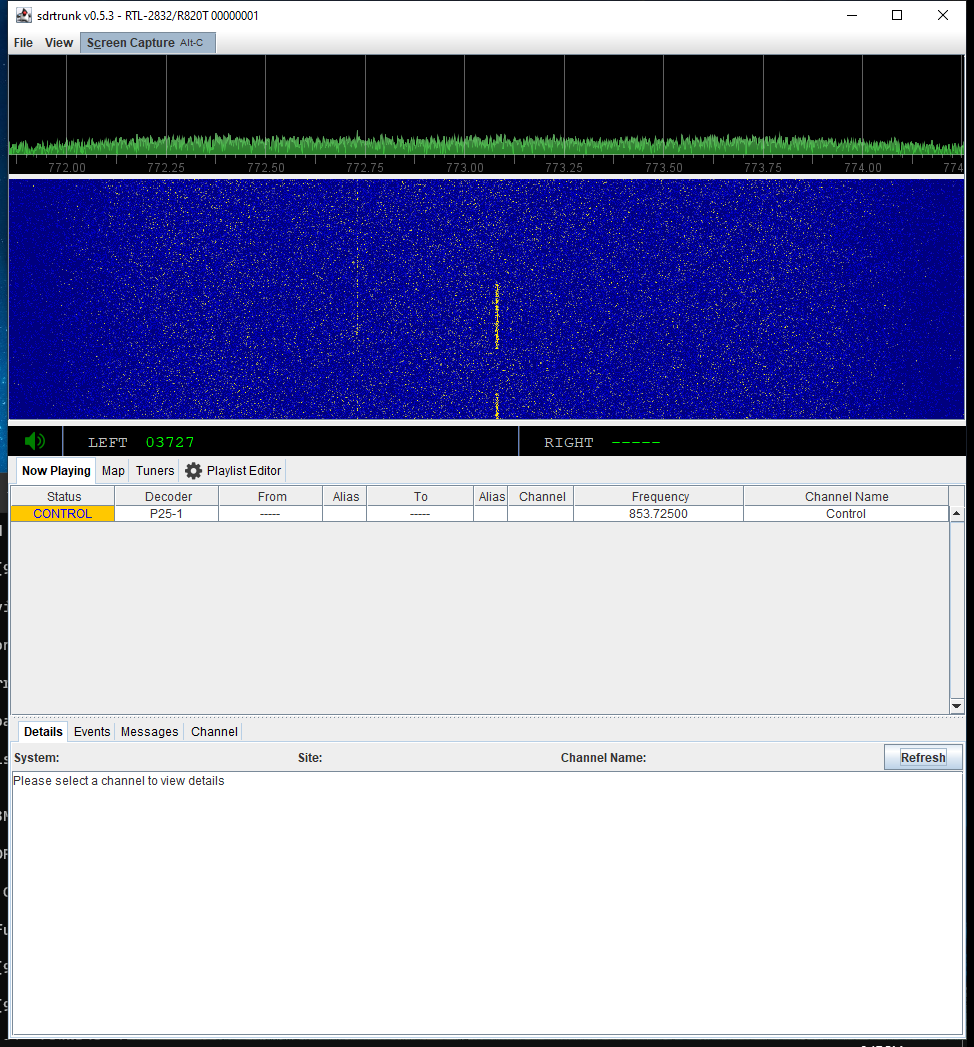 sdrtrunk v0.5.3 - RTL-2832/R820T 00000001
File View Screen Capture Alt-C
772.00 772.25 772.50 772.75 773.00 773.25 773.50 773.75 774.00 774
LEFT 03727 RIGHT -----
Now Playing Map Tuners Playlist Editor
Status Decoder From Alias To Alias Channel Frequency Channel Name
CONTROL P25-1 ----- ----- 853.72500 Control
Details Events Messages Channel
System: Site: Channel Name: Refresh
Please select a channel to view details